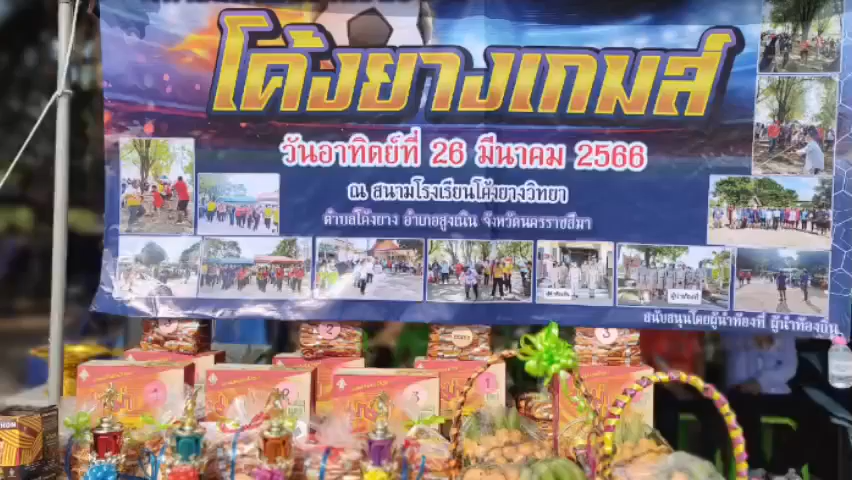 โค้งยางเกมส์
วันอาทิตย์ที่ 26 มีนาคม 2566
ณ สนามโรงเรียนโค้งยางวิทยา
ตำบลโค้งยาง อำเภอสูงเนิน จังหวัดนครราชสีมา
สนับสนุนโดยผู้นำท้องที่ ผู้นำท้องถิ่น